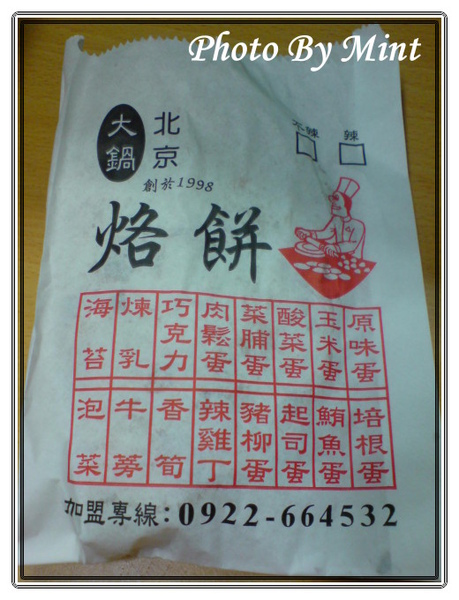 Photo By Mint
大鍋
北京
不辣
辣
創於1998
烙餅
原味蛋
玉米蛋
酸菜蛋
菜脯蛋
肉鬆蛋
巧克力
煉乳
海苔
培根蛋
鮪魚蛋
起司蛋
豬柳蛋
辣雞丁
香筍
牛蒡
泡菜
加盟專線：0922-664532